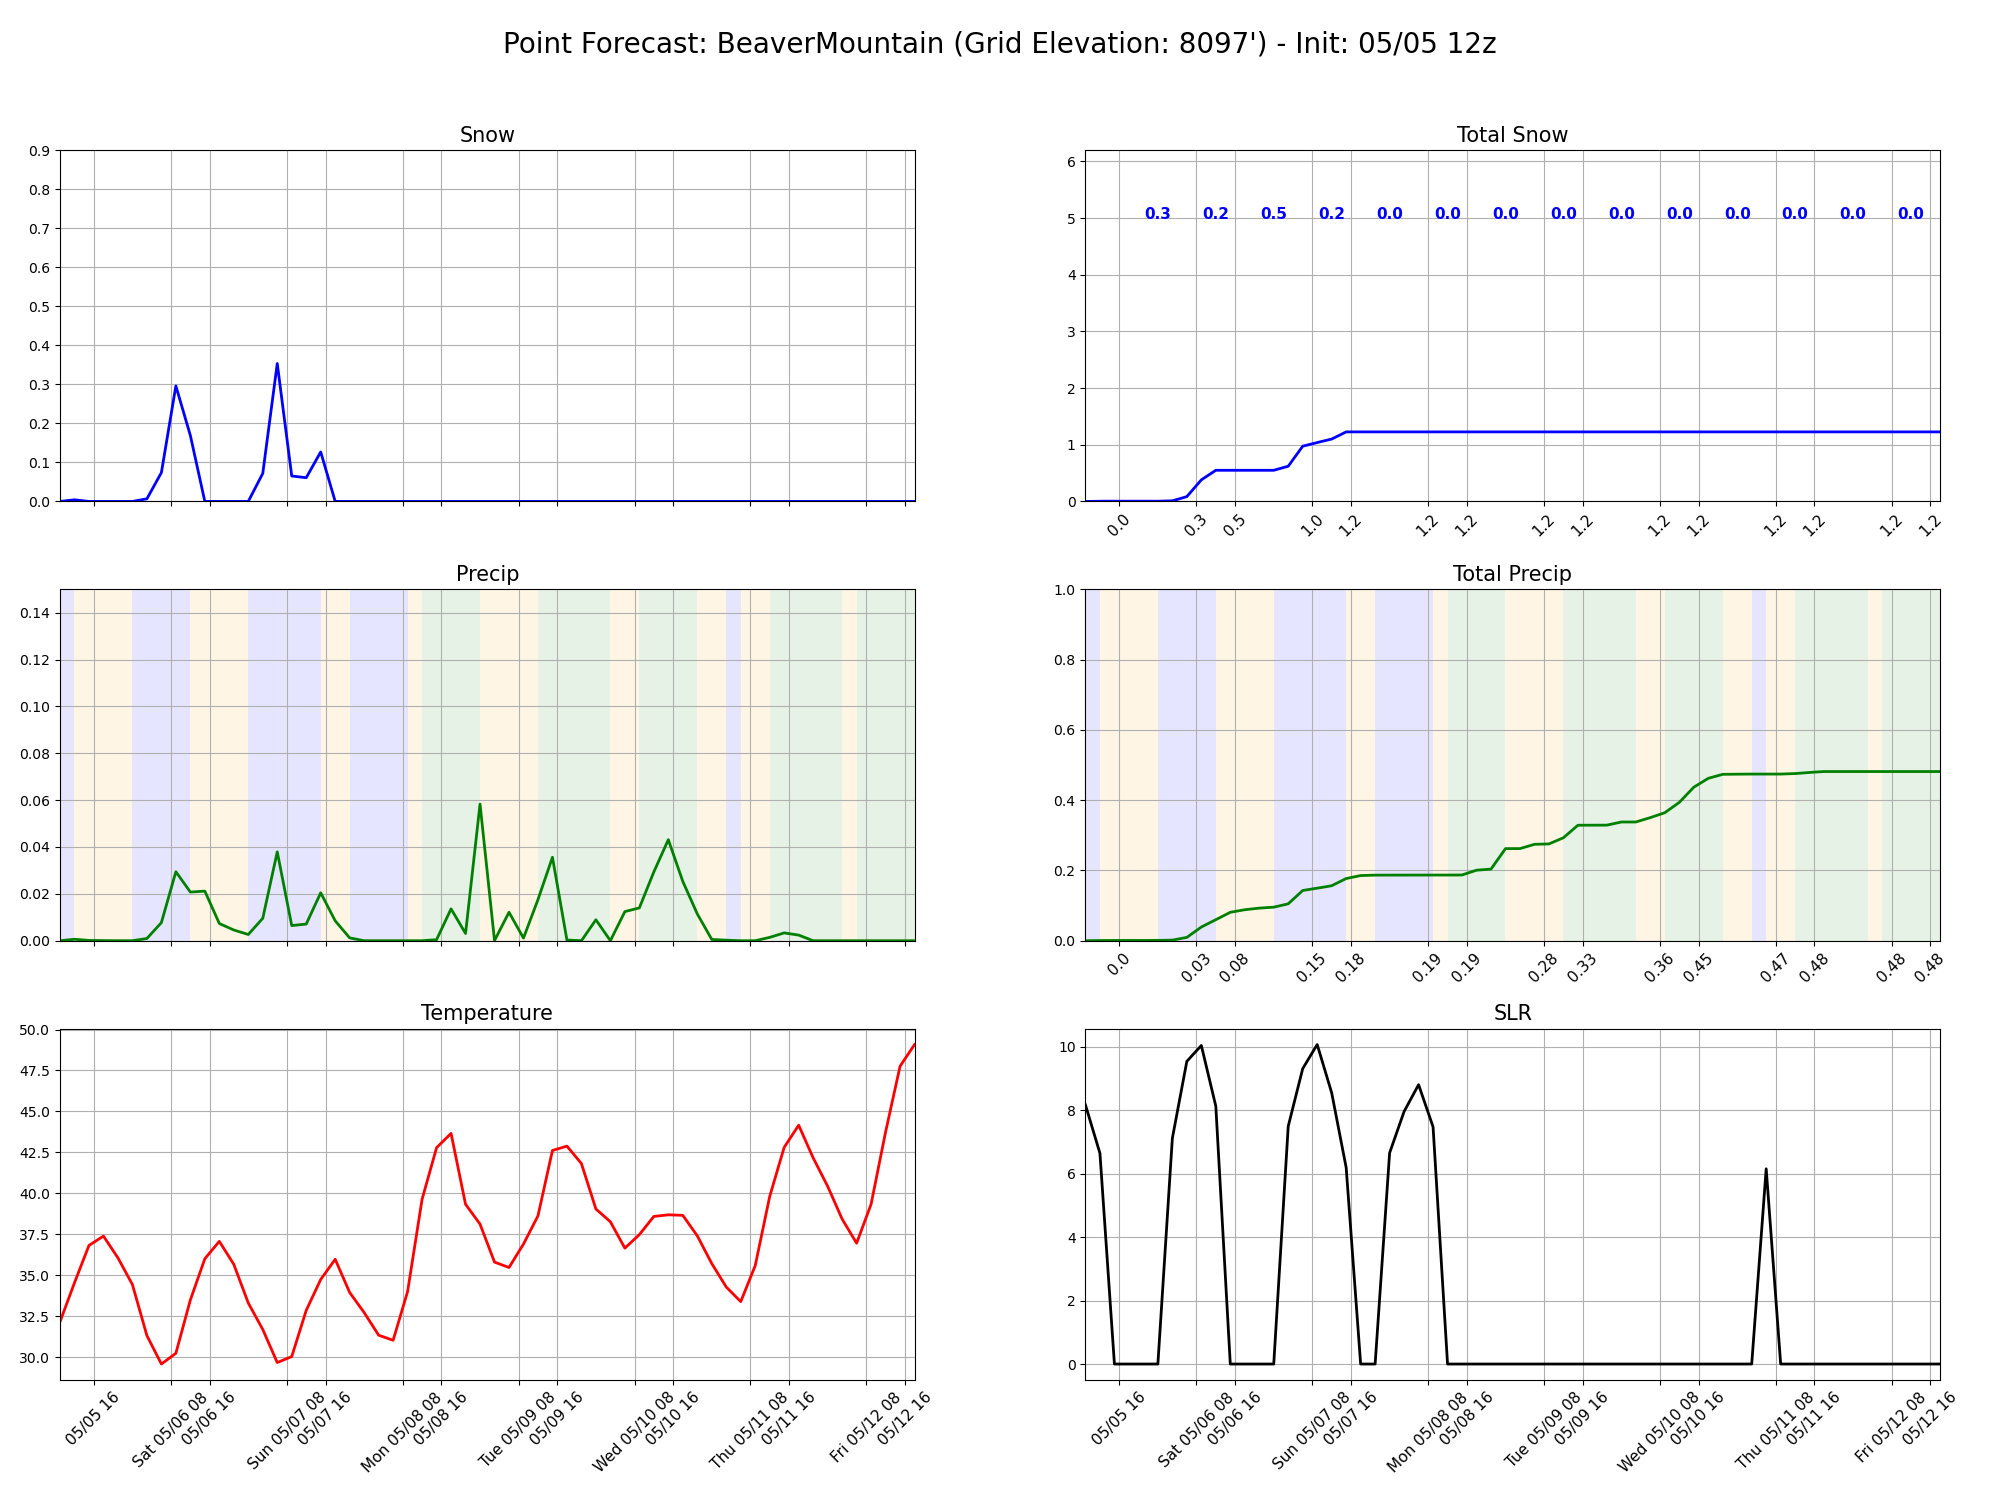 Point Forecast: BeaverMountain (Grid Elevation: 8097') - Init: 05/05 12z
Snow
0.9
0.8
0.7
0.6
0.5
0.4
0.3
0.2
0.1
0.0
Total Snow
6
5
4
3
2
1
0
0.3 0.2 0.5 0.2 0.0 0.0 0.0 0.0 0.0 0.0 0.0 0.0 0.0 0.0
0.0 0.3 0.5 1.0 1.2 1.2 1.2 1.2 1.2 1.2 1.2 1.2 1.2 1.2 1.2
Precip
0.14
0.12
0.10
0.08
0.06
0.04
0.02
0.00
Total Precip
1.0
0.8
0.6
0.4
0.2
0.0
0.0 0.03 0.08 0.15 0.18 0.19 0.19 0.28 0.33 0.36 0.45 0.47 0.48 0.48 0.48
Temperature
50.0
47.5
45.0
42.5
40.0
37.5
35.0
32.5
30.0
05/05 16
Sat 05/06 08
05/06 16
Sun 05/07 08
05/07 16
Mon 05/08 08
05/08 16
Tue 05/09 08
05/09 16
Wed 05/10 08
05/10 16
Thu 05/11 08
05/11 16
Fri 05/12 08
05/12 16
SLR
10
8
6
4
2
0
05/05 16
Sat 05/06 08
05/06 16
Sun 05/07 08
05/07 16
Mon 05/08 08
05/08 16
Tue 05/09 08
05/09 16
Wed 05/10 08
05/10 16
Thu 05/11 08
05/11 16
Fri 05/12 08
05/12 16